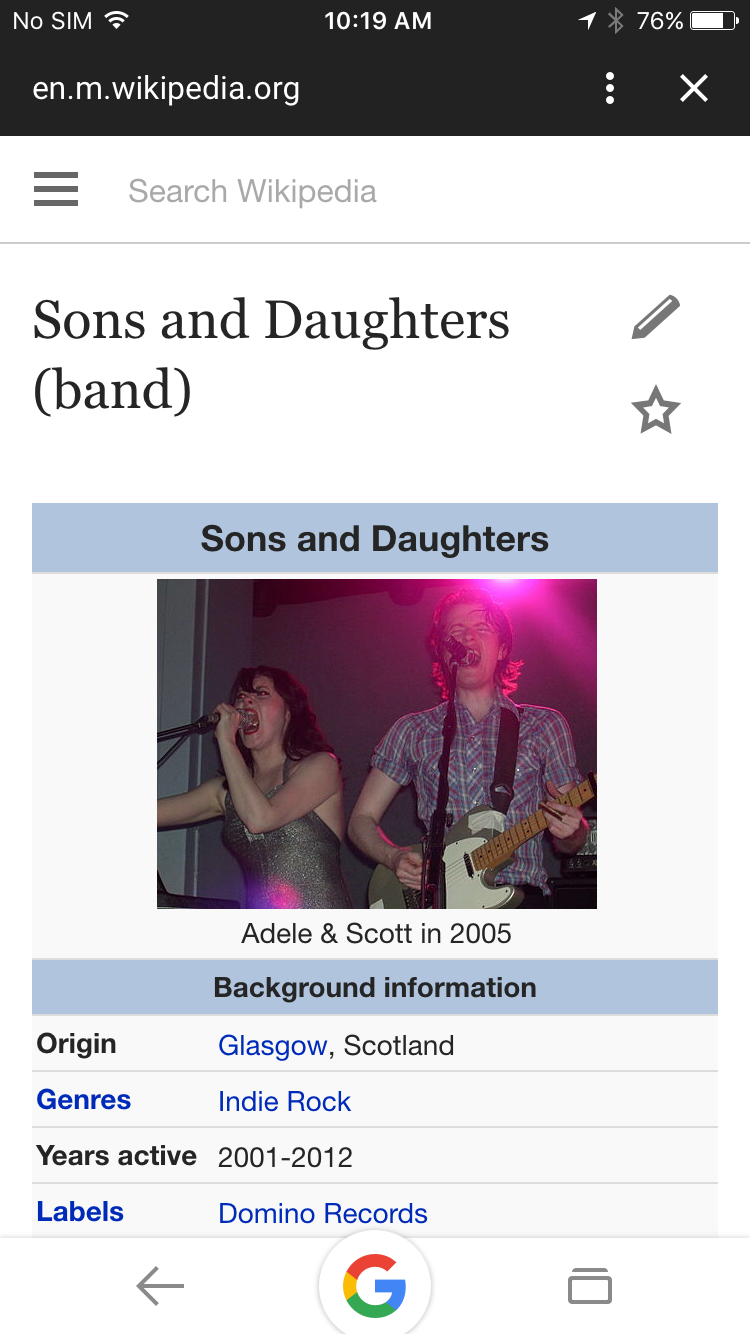 No SIM 10:19 AM 76%
en.m.wikipedia.org
Search Wikipedia
Sons and Daughters
(band)
Sons and Daughters
Adele & Scott in 2005
Background information
Origin Glasgow, Scotland
Genres Indie Rock
Years active 2001-2012
Labels Domino Records
G